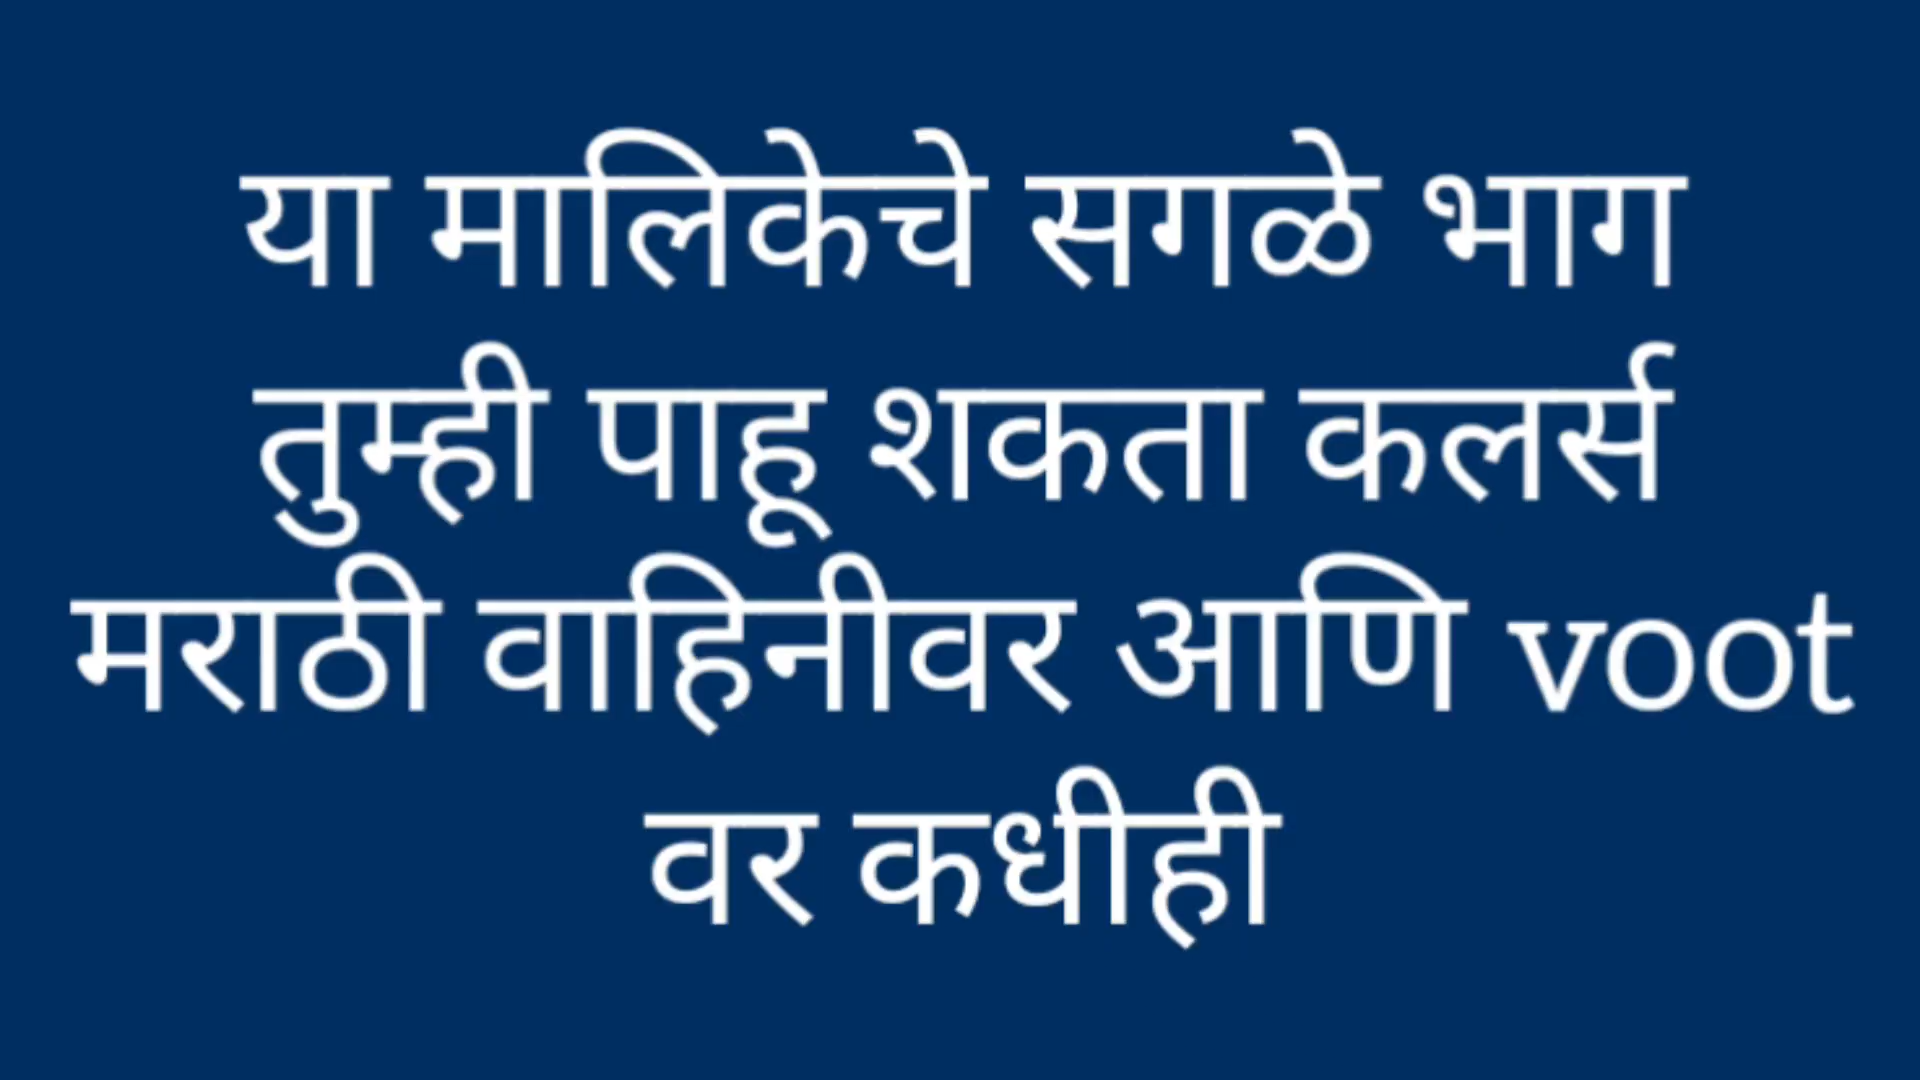 या मालिकेचे सगळे भाग
तुम्ही पाहू शकता कलर्स
मराठी वाहिनीवर आणि voot
वर कधीही